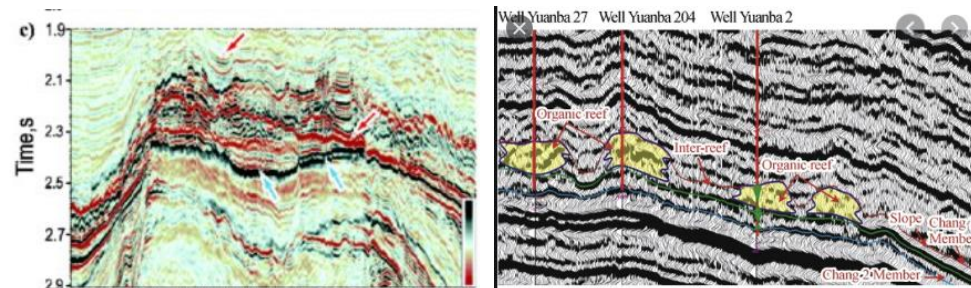 c)
1.9
2.1
2.3
2.5
2.7
2.9
Time,s
Well Yuanba 27 Well Yuanba 204 Well Yuanba 2
Organic reef
Inter-reef
Organic reef
Slope
Chang
Membe
Chang 2 Member